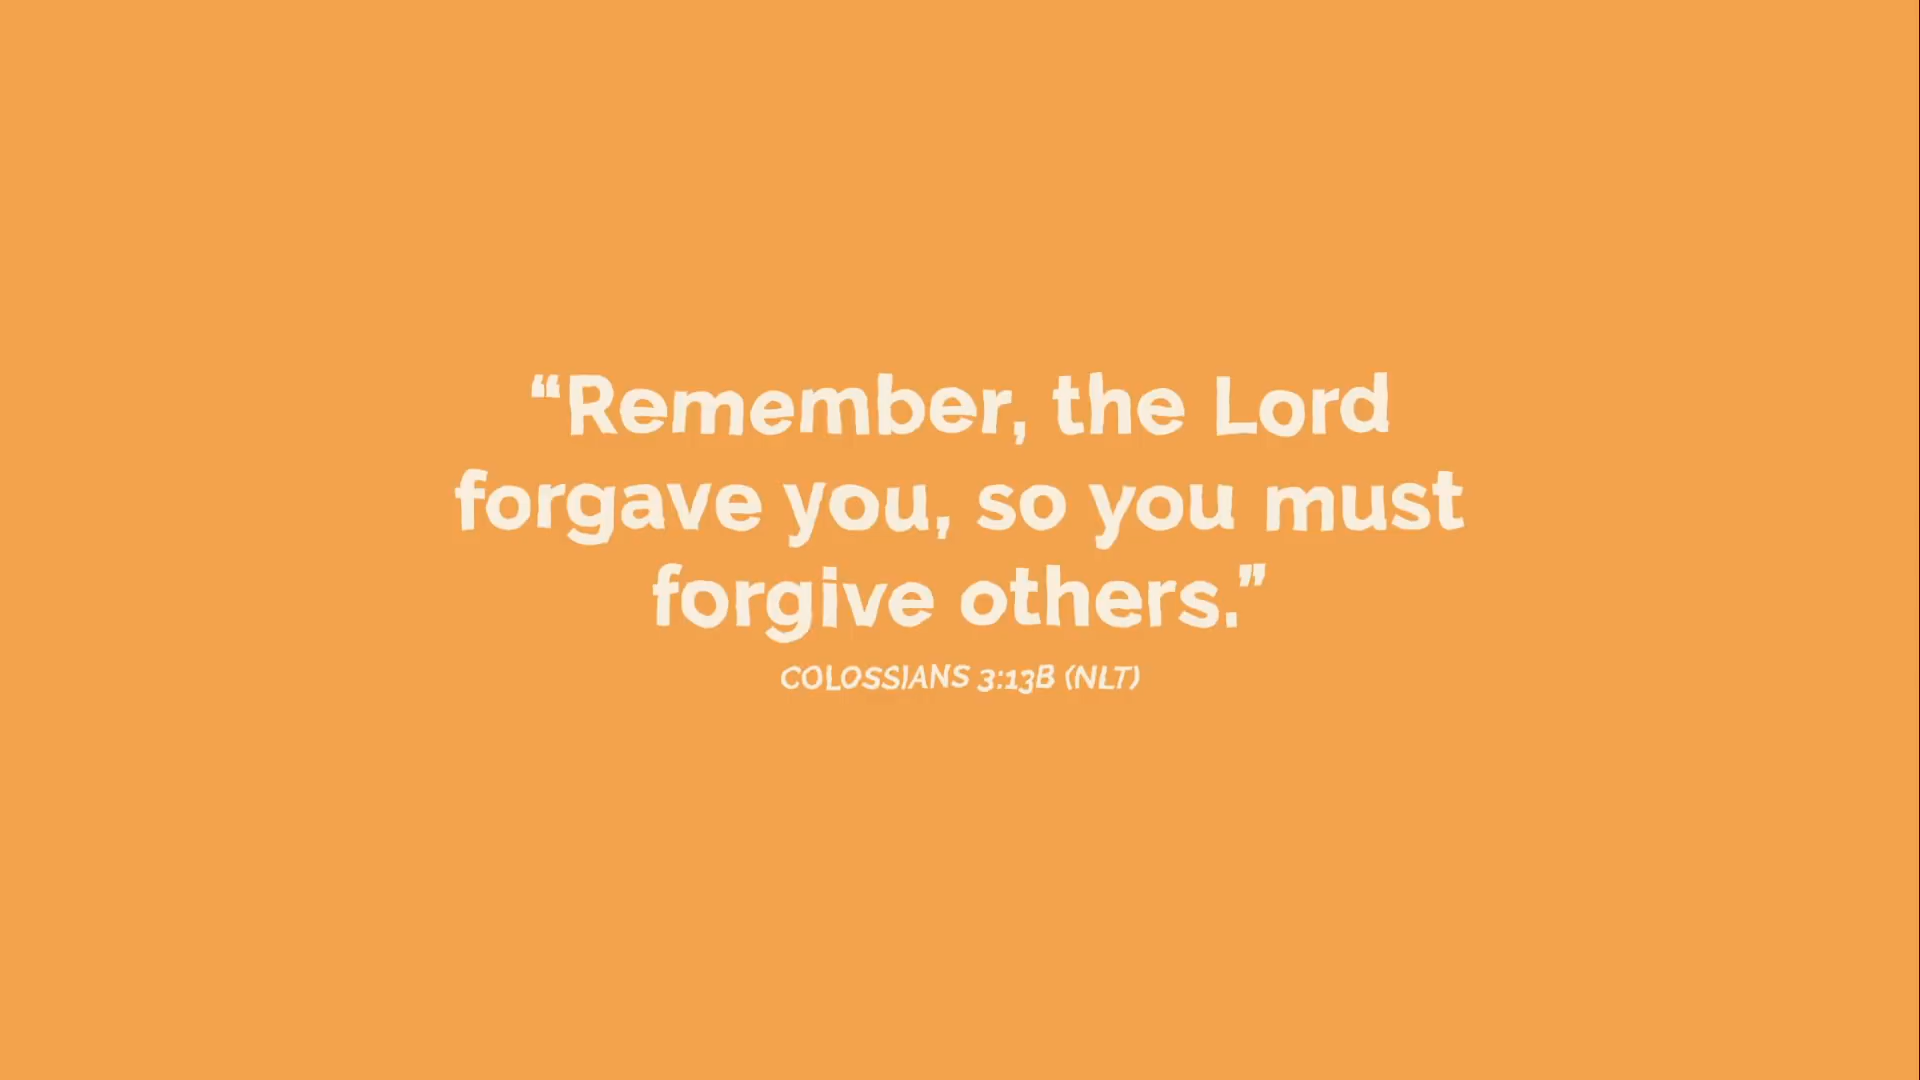 “Remember, the Lord
forgave you, so you must
forgive others.”
COLOSSIANS 3:13B (NLT)